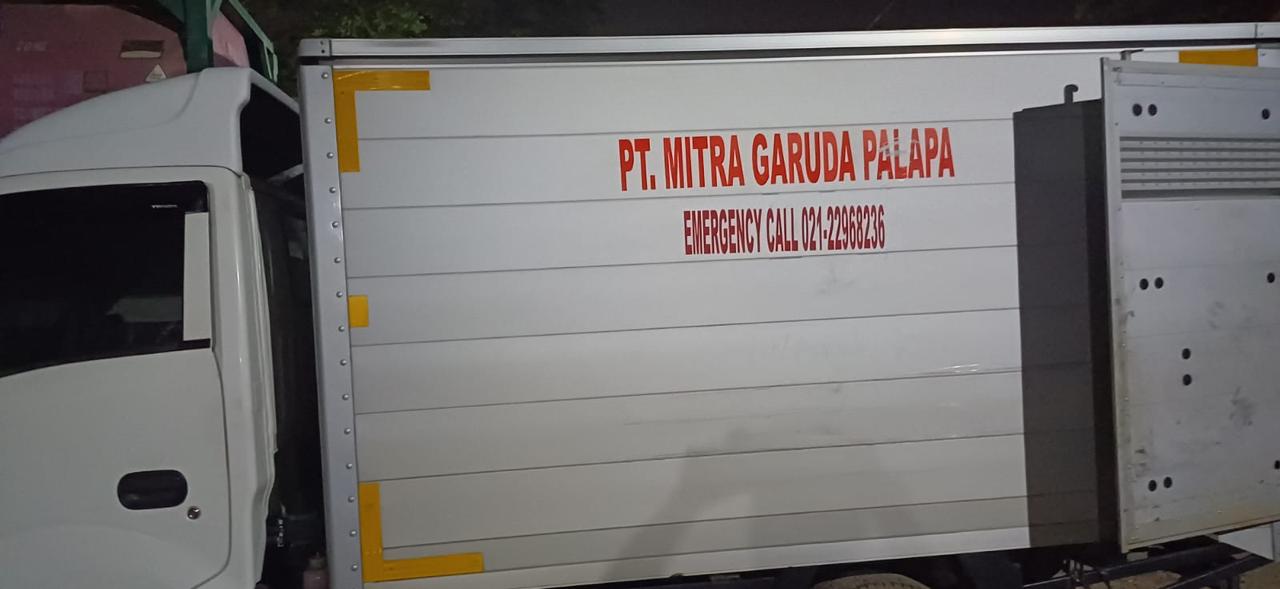 PT. MITRA GARUDA PALAPA
EMERGENCY CALL 021-22968236